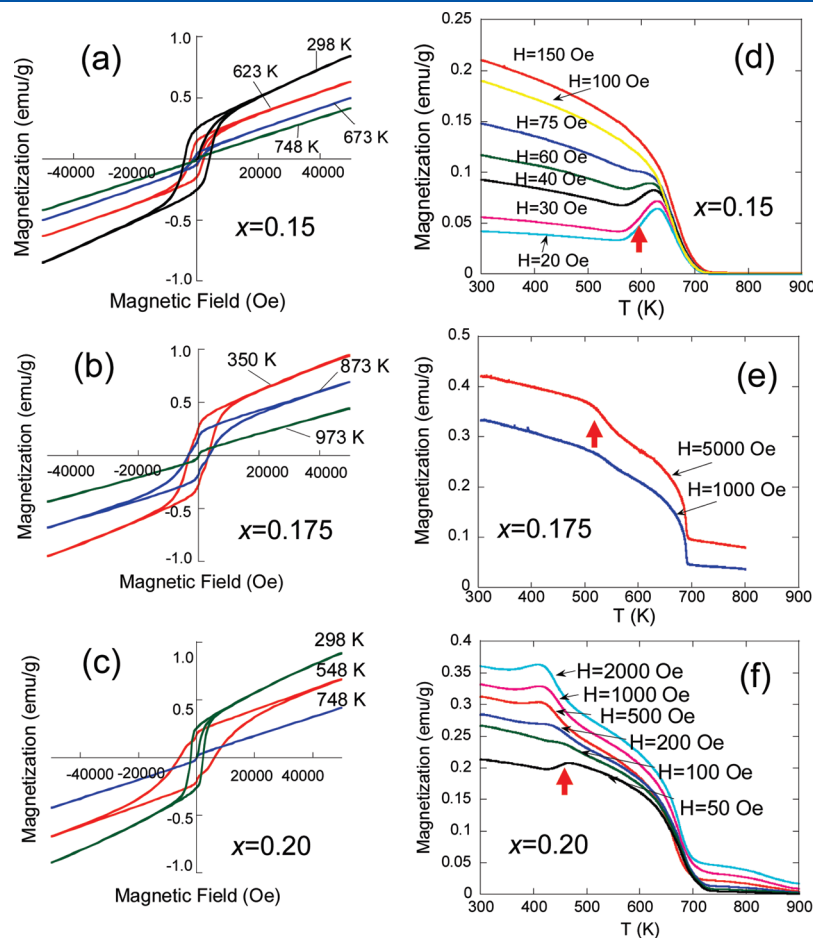 (a)
Magnetization (emu/g)
1.0
0.5
-0.5
-1.0
-40000
-20000
20000
40000
298 K
623 K
673 K
748 K
x=0.15
Magnetic Field (Oe)
(d)
Magnetization (emu/g)
0.25
0.2
0.15
0.1
0.05
0
H=150 Oe
H=100 Oe
H=75 Oe
H=60 Oe
H=40 Oe
H=30 Oe
H=20 Oe
x=0.15
300 400 500 600 700 800 900
T (K)
(b)
Magnetization (emu/g)
1.0
0.5
-0.5
-1.0
-40000
-20000
20000
40000
350 K
873 K
973 K
x=0.175
Magnetic Field (Oe)
(e)
Magnetization (emu/g)
0.5
0.4
0.3
0.2
0.1
0
H=5000 Oe
H=1000 Oe
x=0.175
300 400 500 600 700 800 900
T (K)
(c)
Magnetization (emu/g)
1.0
0.5
-0.5
-1.0
-40000
-20000
20000
40000
298 K
548 K
748 K
x=0.20
Magnetic Field (Oe)
(f)
Magnetization (emu/g)
0.4
0.35
0.3
0.25
0.2
0.15
0.1
0.05
0
H=2000 Oe
H=1000 Oe
H=500 Oe
H=200 Oe
H=100 Oe
H=50 Oe
x=0.20
300 400 500 600 700 800 900
T (K)